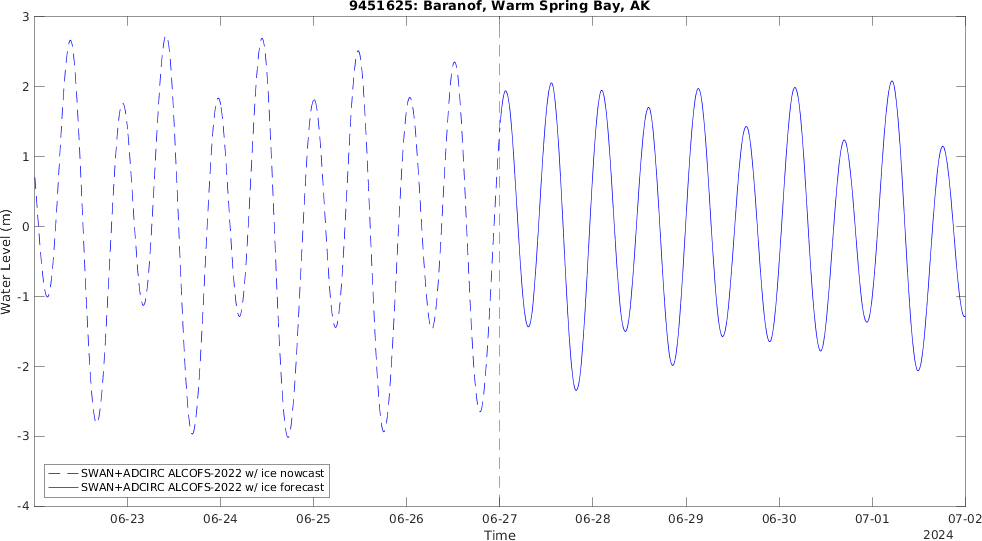 9451625: Baranof, Warm Spring Bay, AK
3
2
1
0
-1
-2
-3
-4
Water Level (m)
SWAN+ADCIRC ALCOFS-2022 w/ ice nowcast
SWAN+ADCIRC ALCOFS-2022 w/ ice forecast
06-23 06-24 06-25 06-26 06-27 06-28 06-29 06-30 07-01 07-02
Time
2024